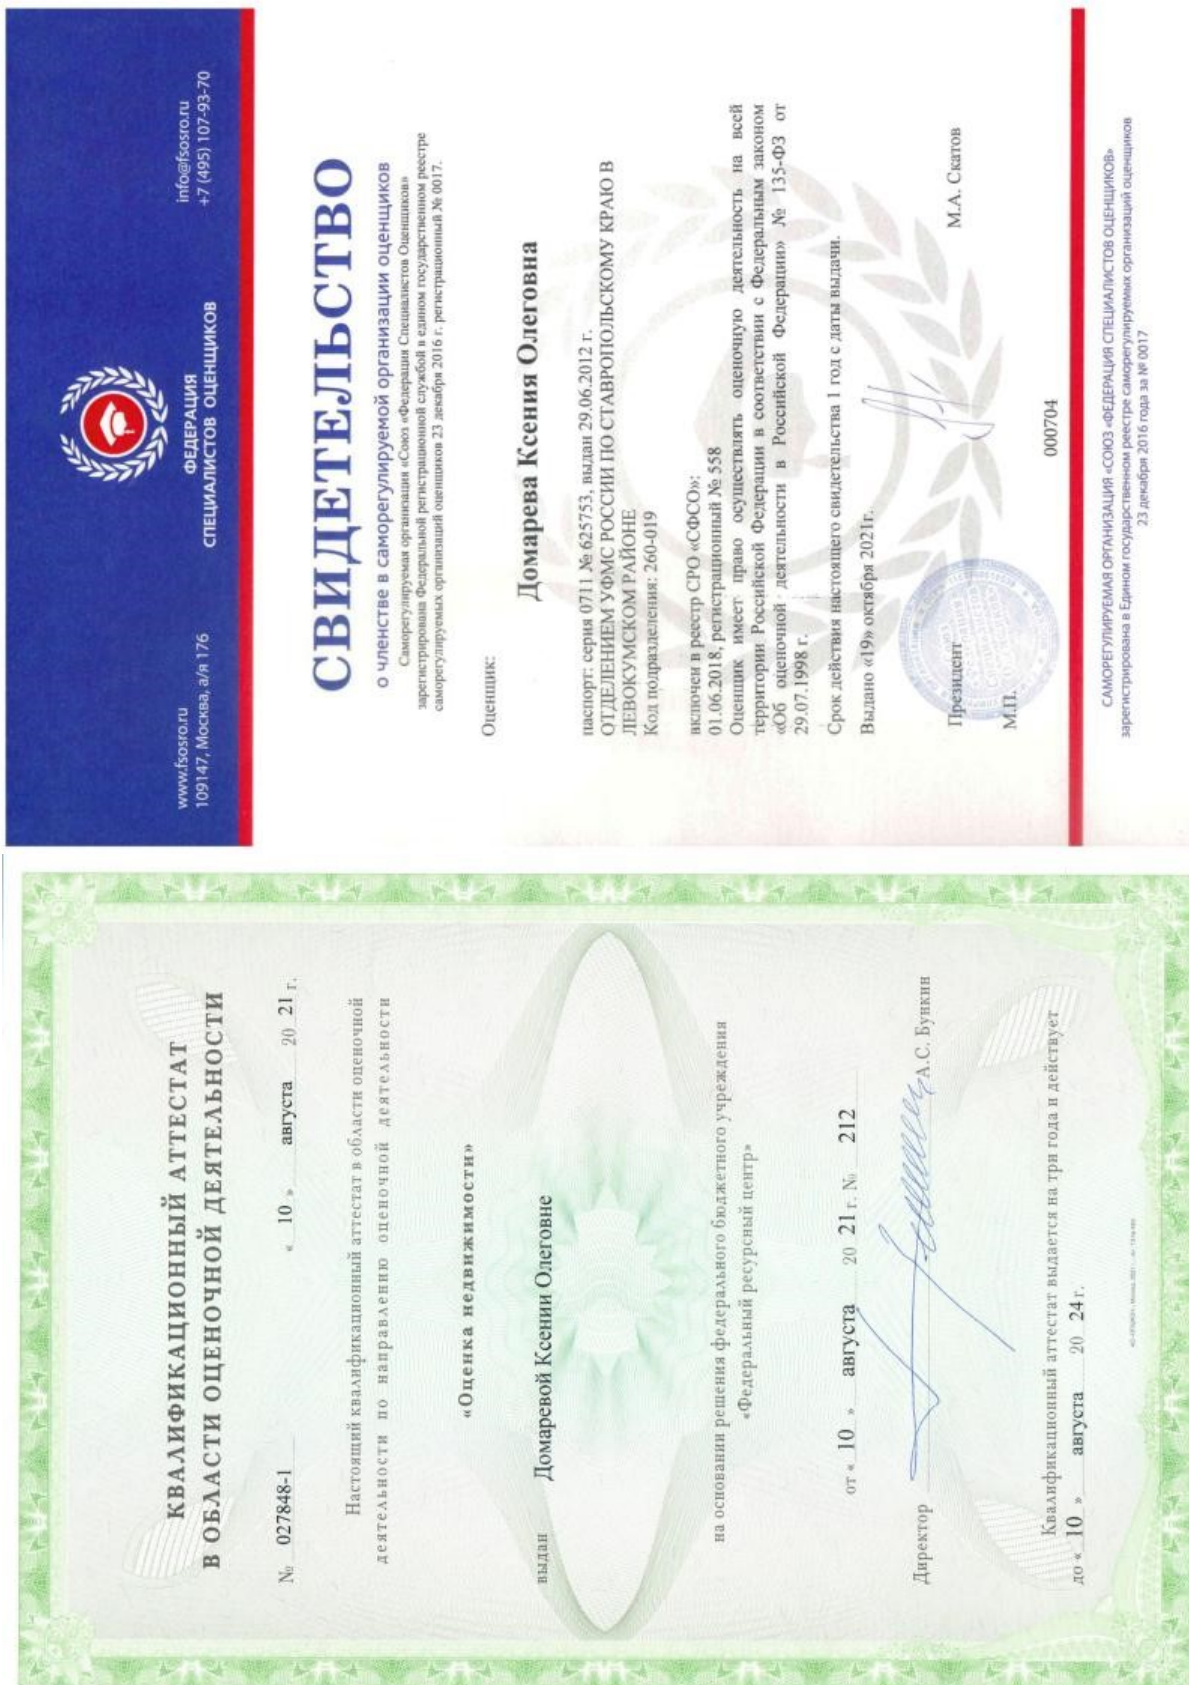 www.fsosro.ru
109147, Москва, а/я 176
ФЕДЕРАЦИЯ
СПЕЦИАЛИСТОВ ОЦЕНЩИКОВ
info@fsosro.ru
+7 (495) 107-93-70
СВИДЕТЕЛЬСТВО
о членстве в саморегулируемой организации оценщиков
Саморегулируемая организация «Союз «Федерация Специалистов Оценщиков»
зарегистрирована Федеральной регистрационной службой в едином государственном реестре
саморегулируемых организаций оценщиков 23 декабря 2016 г. регистрационный № 0017.
Оценщик:
Домарева Ксения Олеговна
паспорт: серия 0711 № 625753, выдан 29.06.2012 г.
ОТДЕЛЕНИЕМ УФМС РОССИИ ПО СТАВРОПОЛЬСКОМУ КРАЮ В
ЛЕВОКУМСКОМ РАЙОНЕ
Код подразделения: 260-019
включен в реестр СРО «СФСО»:
01.06.2018, регистрационный № 558
Оценщик имеет право осуществлять оценочную деятельность на всей
территории Российской Федерации в соответствии с Федеральным законом
«Об оценочной деятельности в Российской Федерации» № 135-ФЗ от
29.07.1998 г.
Срок действия настоящего свидетельства 1 год с даты выдачи.
Выдано «19» октября 2021г.
Президент
М.А. Скатов
М.П.
000704
САМОРЕГУЛИРУЕМАЯ ОРГАНИЗАЦИЯ «СОЮЗ «ФЕДЕРАЦИЯ СПЕЦИАЛИСТОВ ОЦЕНЩИКОВ»
зарегистрирована в Едином государственном реестре саморегулируемых организаций оценщиков
23 декабря 2016 года за № 0017
КВАЛИФИКАЦИОННЫЙ АТТЕСТАТ
В ОБЛАСТИ ОЦЕНОЧНОЙ ДЕЯТЕЛЬНОСТИ
№ 027848-1 « 10 » августа 20 21 г.
Настоящий квалификационный аттестат в области оценочной
деятельности по направлению оценочной деятельности
«Оценка недвижимости»
выдан Домаревой Ксении Олеговне
на основании решения федерального бюджетного учреждения
«Федеральный ресурсный центр»
от « 10 » августа 20 21 г. № 212
Директор А.С. Бункин
Квалификационный аттестат выдается на три года и действует
до « 10 » августа 20 24 г.